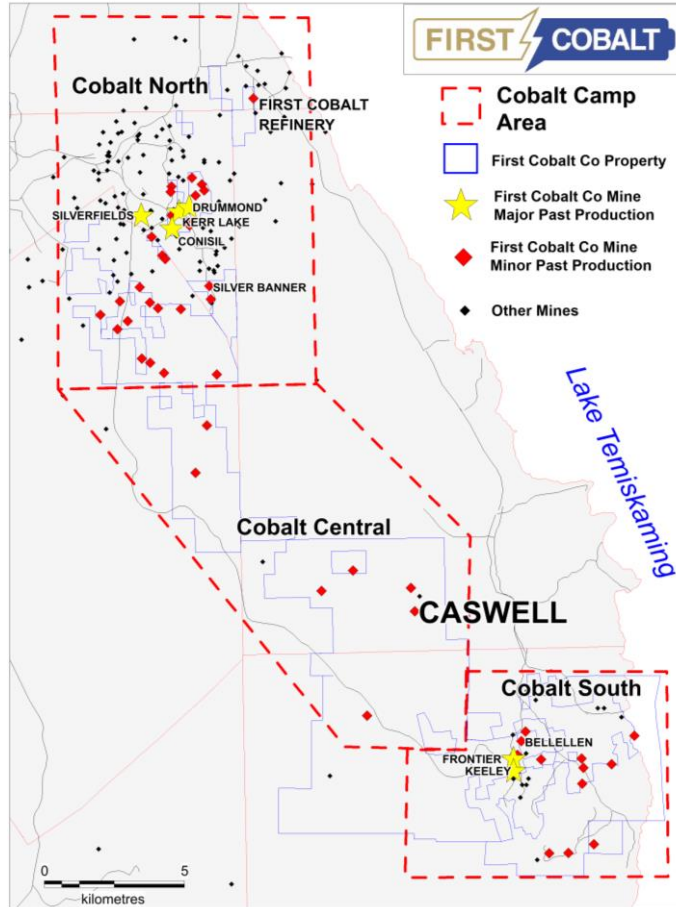 FIRST COBALT
Cobalt North
FIRST COBALT
REFINERY
Cobalt Camp
Area
First Cobalt Co Property
First Cobalt Co Mine
Major Past Production
First Cobalt Co Mine
Minor Past Production
Other Mines
SILVERFIELDS
DRUMMOND
KERR LAKE
CONISIL
SILVER BANNER
Lake Temiskaming
Cobalt Central
CASWELL
Cobalt South
BELLELLEN
FRONTIER
KEELEY
0 5
kilometres